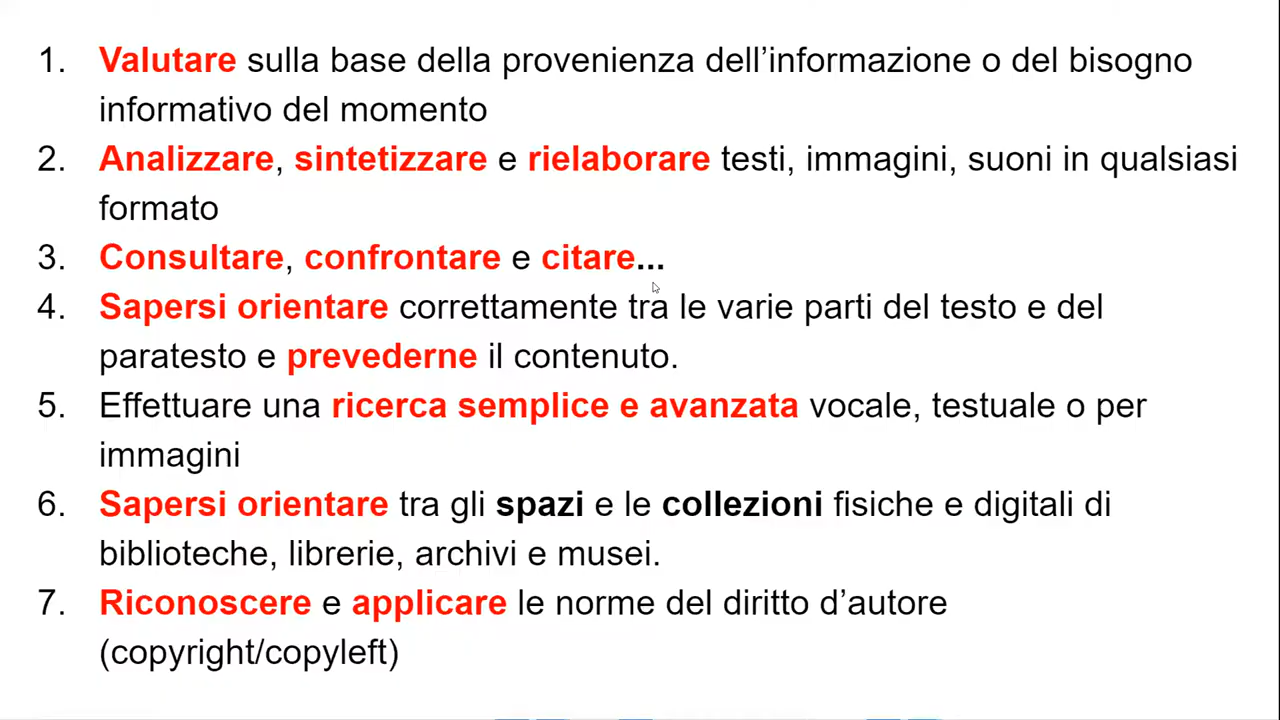 1. Valutare sulla base della provenienza dell’informazione o del bisogno
informativo del momento
2. Analizzare, sintetizzare e rielaborare testi, immagini, suoni in qualsiasi
formato
3. Consultare, confrontare e citare...
4. Sapersi orientare correttamente tra le varie parti del testo e del
paratesto e prevederne il contenuto.
5. Effettuare una ricerca semplice e avanzata vocale, testuale o per
immagini
6. Sapersi orientare tra gli spazi e le collezioni fisiche e digitali di
biblioteche, librerie, archivi e musei.
7. Riconoscere e applicare le norme del diritto d’autore
(copyright/copyleft)